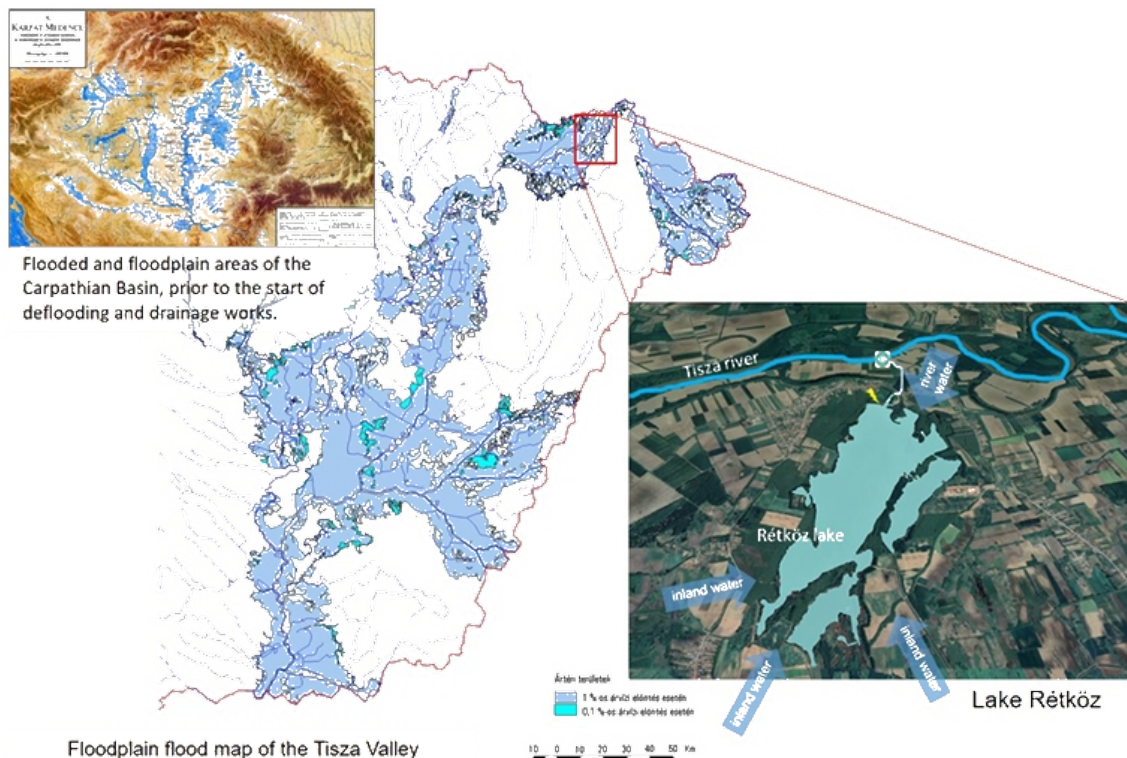 KÁRPÁT MEDENCE
Flooded and floodplain areas of the
Carpathian Basin, prior to the start of
deflooding and drainage works.
Tisza river
river
water
Rétköz lake
inland water
inland water
inland water
Lake Rétköz
Ártéri területek
1 %-os árvízi elöntés esetén
0,1 %-os árvízi elöntés esetén
10 0 10 20 30 40 50 Km
Floodplain flood map of the Tisza Valley